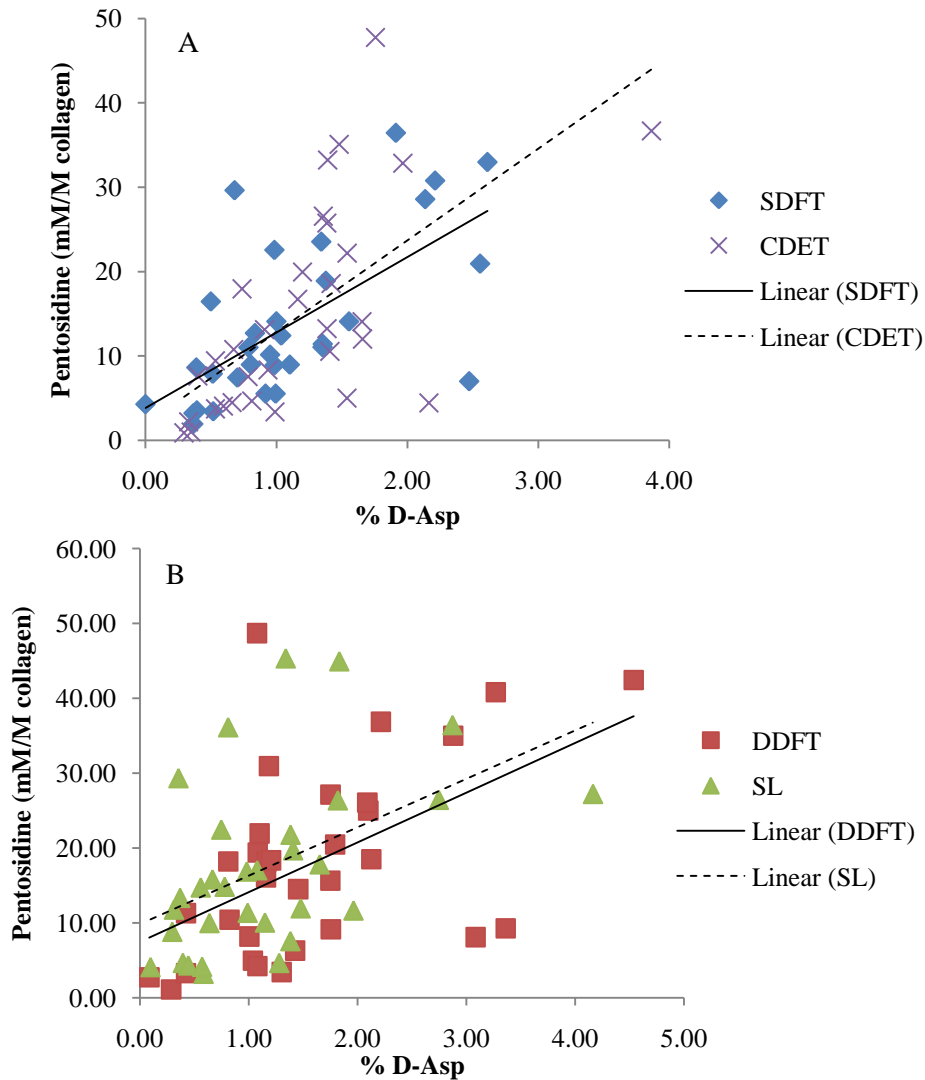 A
Pentosidine (mM/M collagen)
50
40
30
20
10
0
0.00 1.00 2.00 3.00 4.00
% D-Asp
SDFT
CDET
Linear (SDFT)
Linear (CDET)
B
Pentosidine (mM/M collagen)
60.00
50.00
40.00
30.00
20.00
10.00
0.00
0.00 1.00 2.00 3.00 4.00 5.00
% D-Asp
DDFT
SL
Linear (DDFT)
Linear (SL)